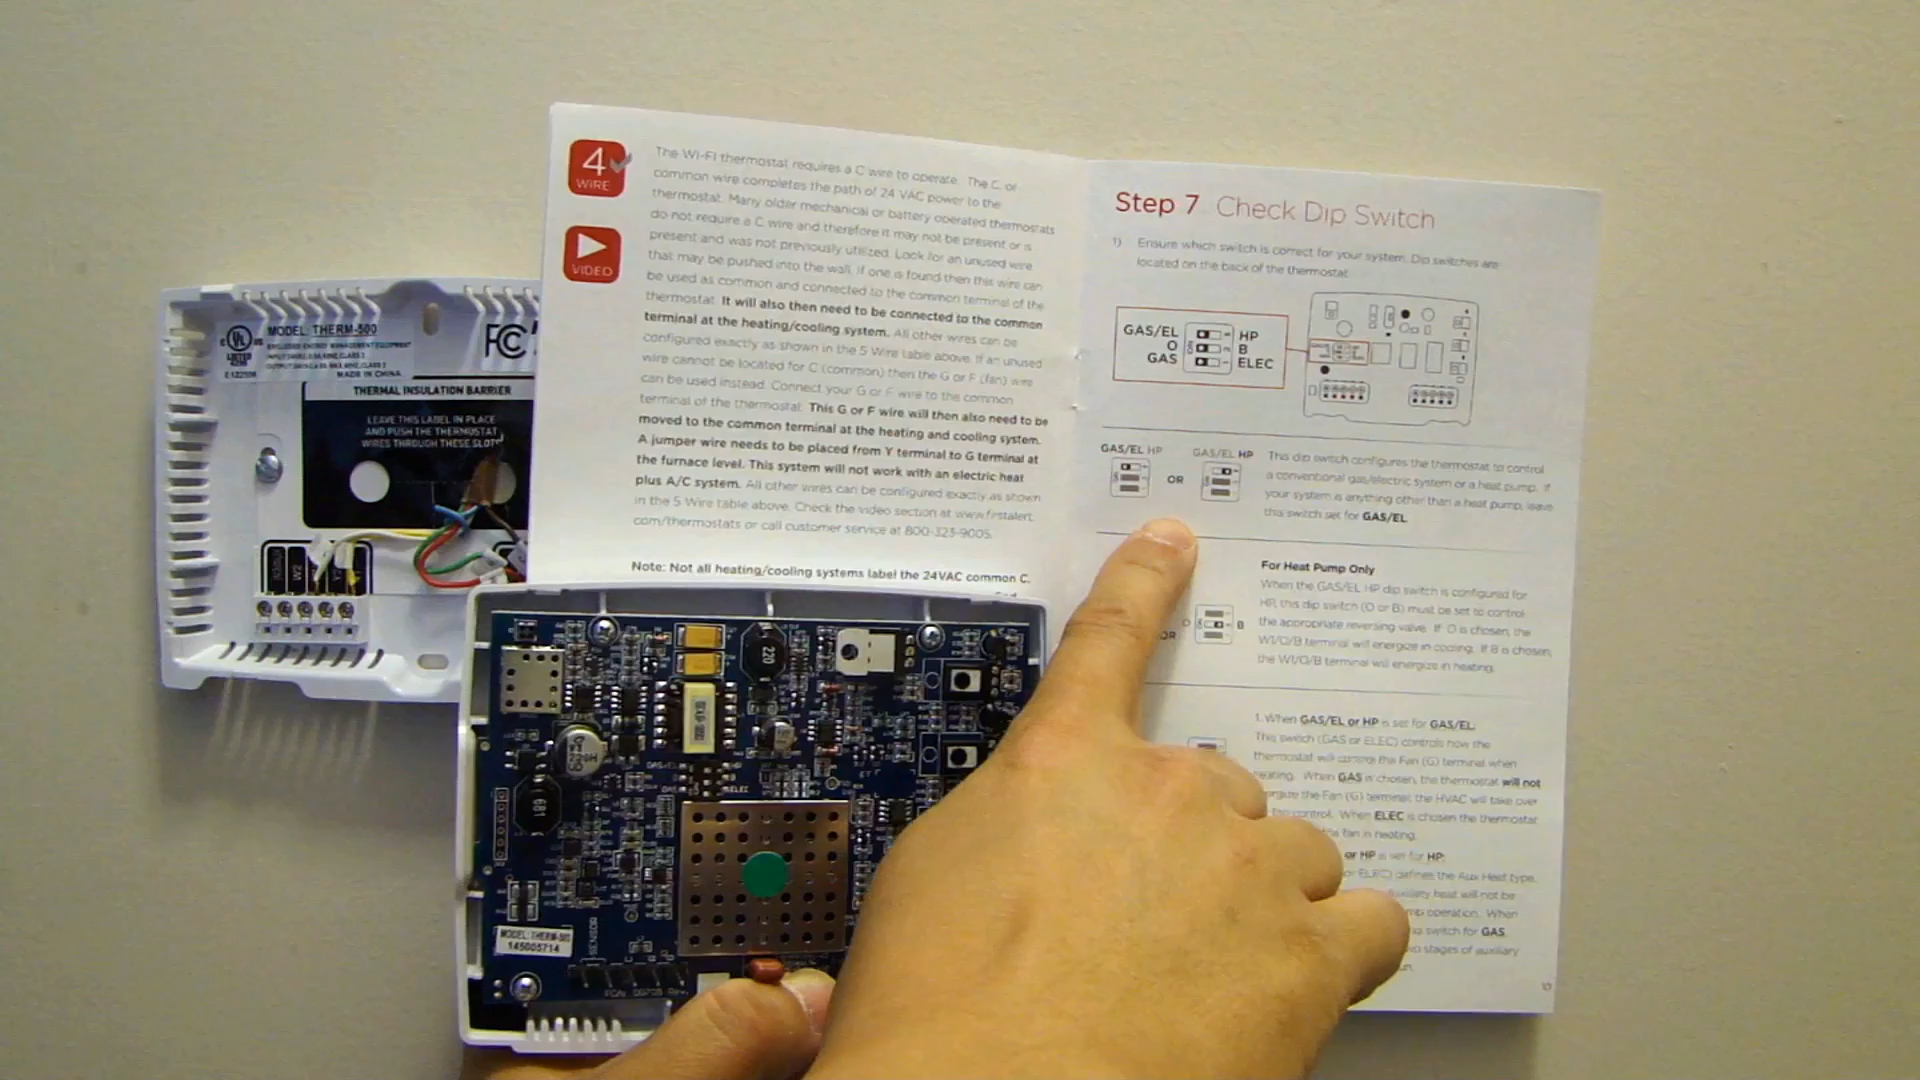 4
WIRE
VIDEO
The WI-FI thermostat requires a C wire to operate. The C, or
common wire completes the path of 24 VAC power to the
thermostat. Many older mechanical or battery operated thermostats
do not require a C wire and therefore it may not be present or is
present and was not previously utilized. Look for an unused wire
that may be pushed into the wall. If one is found then this wire can
be used as common and connected to the common terminal of the
thermostat. It will also then need to be connected to the common
terminal at the heating/cooling system. All other wires can be
configured exactly as shown in the 5 Wire table above. If an unused
wire cannot be located for C (common) then the G or F (fan) wire
can be used instead. Connect your G or F wire to the common
terminal of the thermostat. This G or F wire will then also need to be
moved to the common terminal at the heating and cooling system.
A jumper wire needs to be placed from Y terminal to G terminal at
the furnace level. This system will not work with an electric heat
plus A/C system. All other wires can be configured exactly as shown
in the 5 Wire table above. Check the video section at www.firstalert.
com/thermostats or call customer service at 800-323-9005.
Note: Not all heating/cooling systems label the 24VAC common C.
Step 7 Check Dip Switch
1) Ensure which switch is correct for your system. Dip switches are
located on the back of the thermostat.
GAS/EL HP
O B
GAS ELEC
GAS/EL HP OR GAS/EL HP
This dip switch configures the thermostat to control
a conventional gas/electric system or a heat pump. If
your system is anything other than a heat pump, leave
this switch set for GAS/EL.
For Heat Pump Only
When the GAS/EL HP dip switch is configured for
HP, this dip switch (O or B) must be set to control
the appropriate reversing valve. If O is chosen, the
W1/O/B terminal will energize in cooling. If B is chosen,
the W1/O/B terminal will energize in heating.
OR O B
1. When GAS/EL or HP is set for GAS/EL:
This switch (GAS or ELEC) controls how the
thermostat will control the Fan (G) terminal when
heating. When GAS is chosen, the thermostat will not
the Fan (G) terminal; the HVAC will take over
control. When ELEC is chosen the thermostat
fan in heating.
or HP is set for HP:
or ELEC) defines the Aux Heat type.
heat will not be
operation. When
switch for GAS
stages of auxiliary
10
UL
LISTED
MODEL: THERM-500
ENCLOSED ENERGY MANAGEMENT EQUIPMENT
MADE IN CHINA
FC
THERMAL INSULATION BARRIER
LEAVE THIS LABEL IN PLACE
AND PUSH THE THERMOSTAT
WIRES THROUGH THESE SLOT
W2
220
681
HP
ELEC
MODEL: THERM-500
145005714